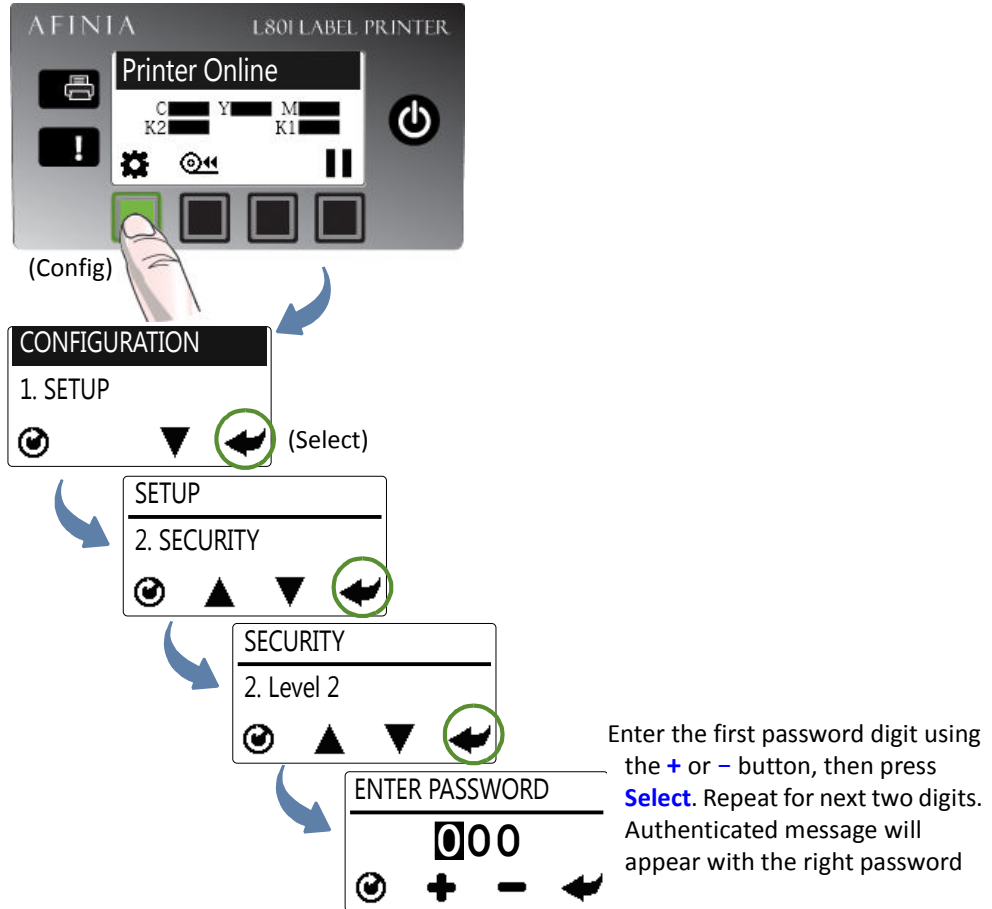 AFINIA L801 LABEL PRINTER
Printer Online
C Y M
K2 K1
!
(Config)
CONFIGURATION
1. SETUP
(Select)
SETUP
2. SECURITY
SECURITY
2. Level 2
Enter the first password digit using
the + or − button, then press
Select. Repeat for next two digits.
Authenticated message will
appear with the right password
ENTER PASSWORD
000
+ −